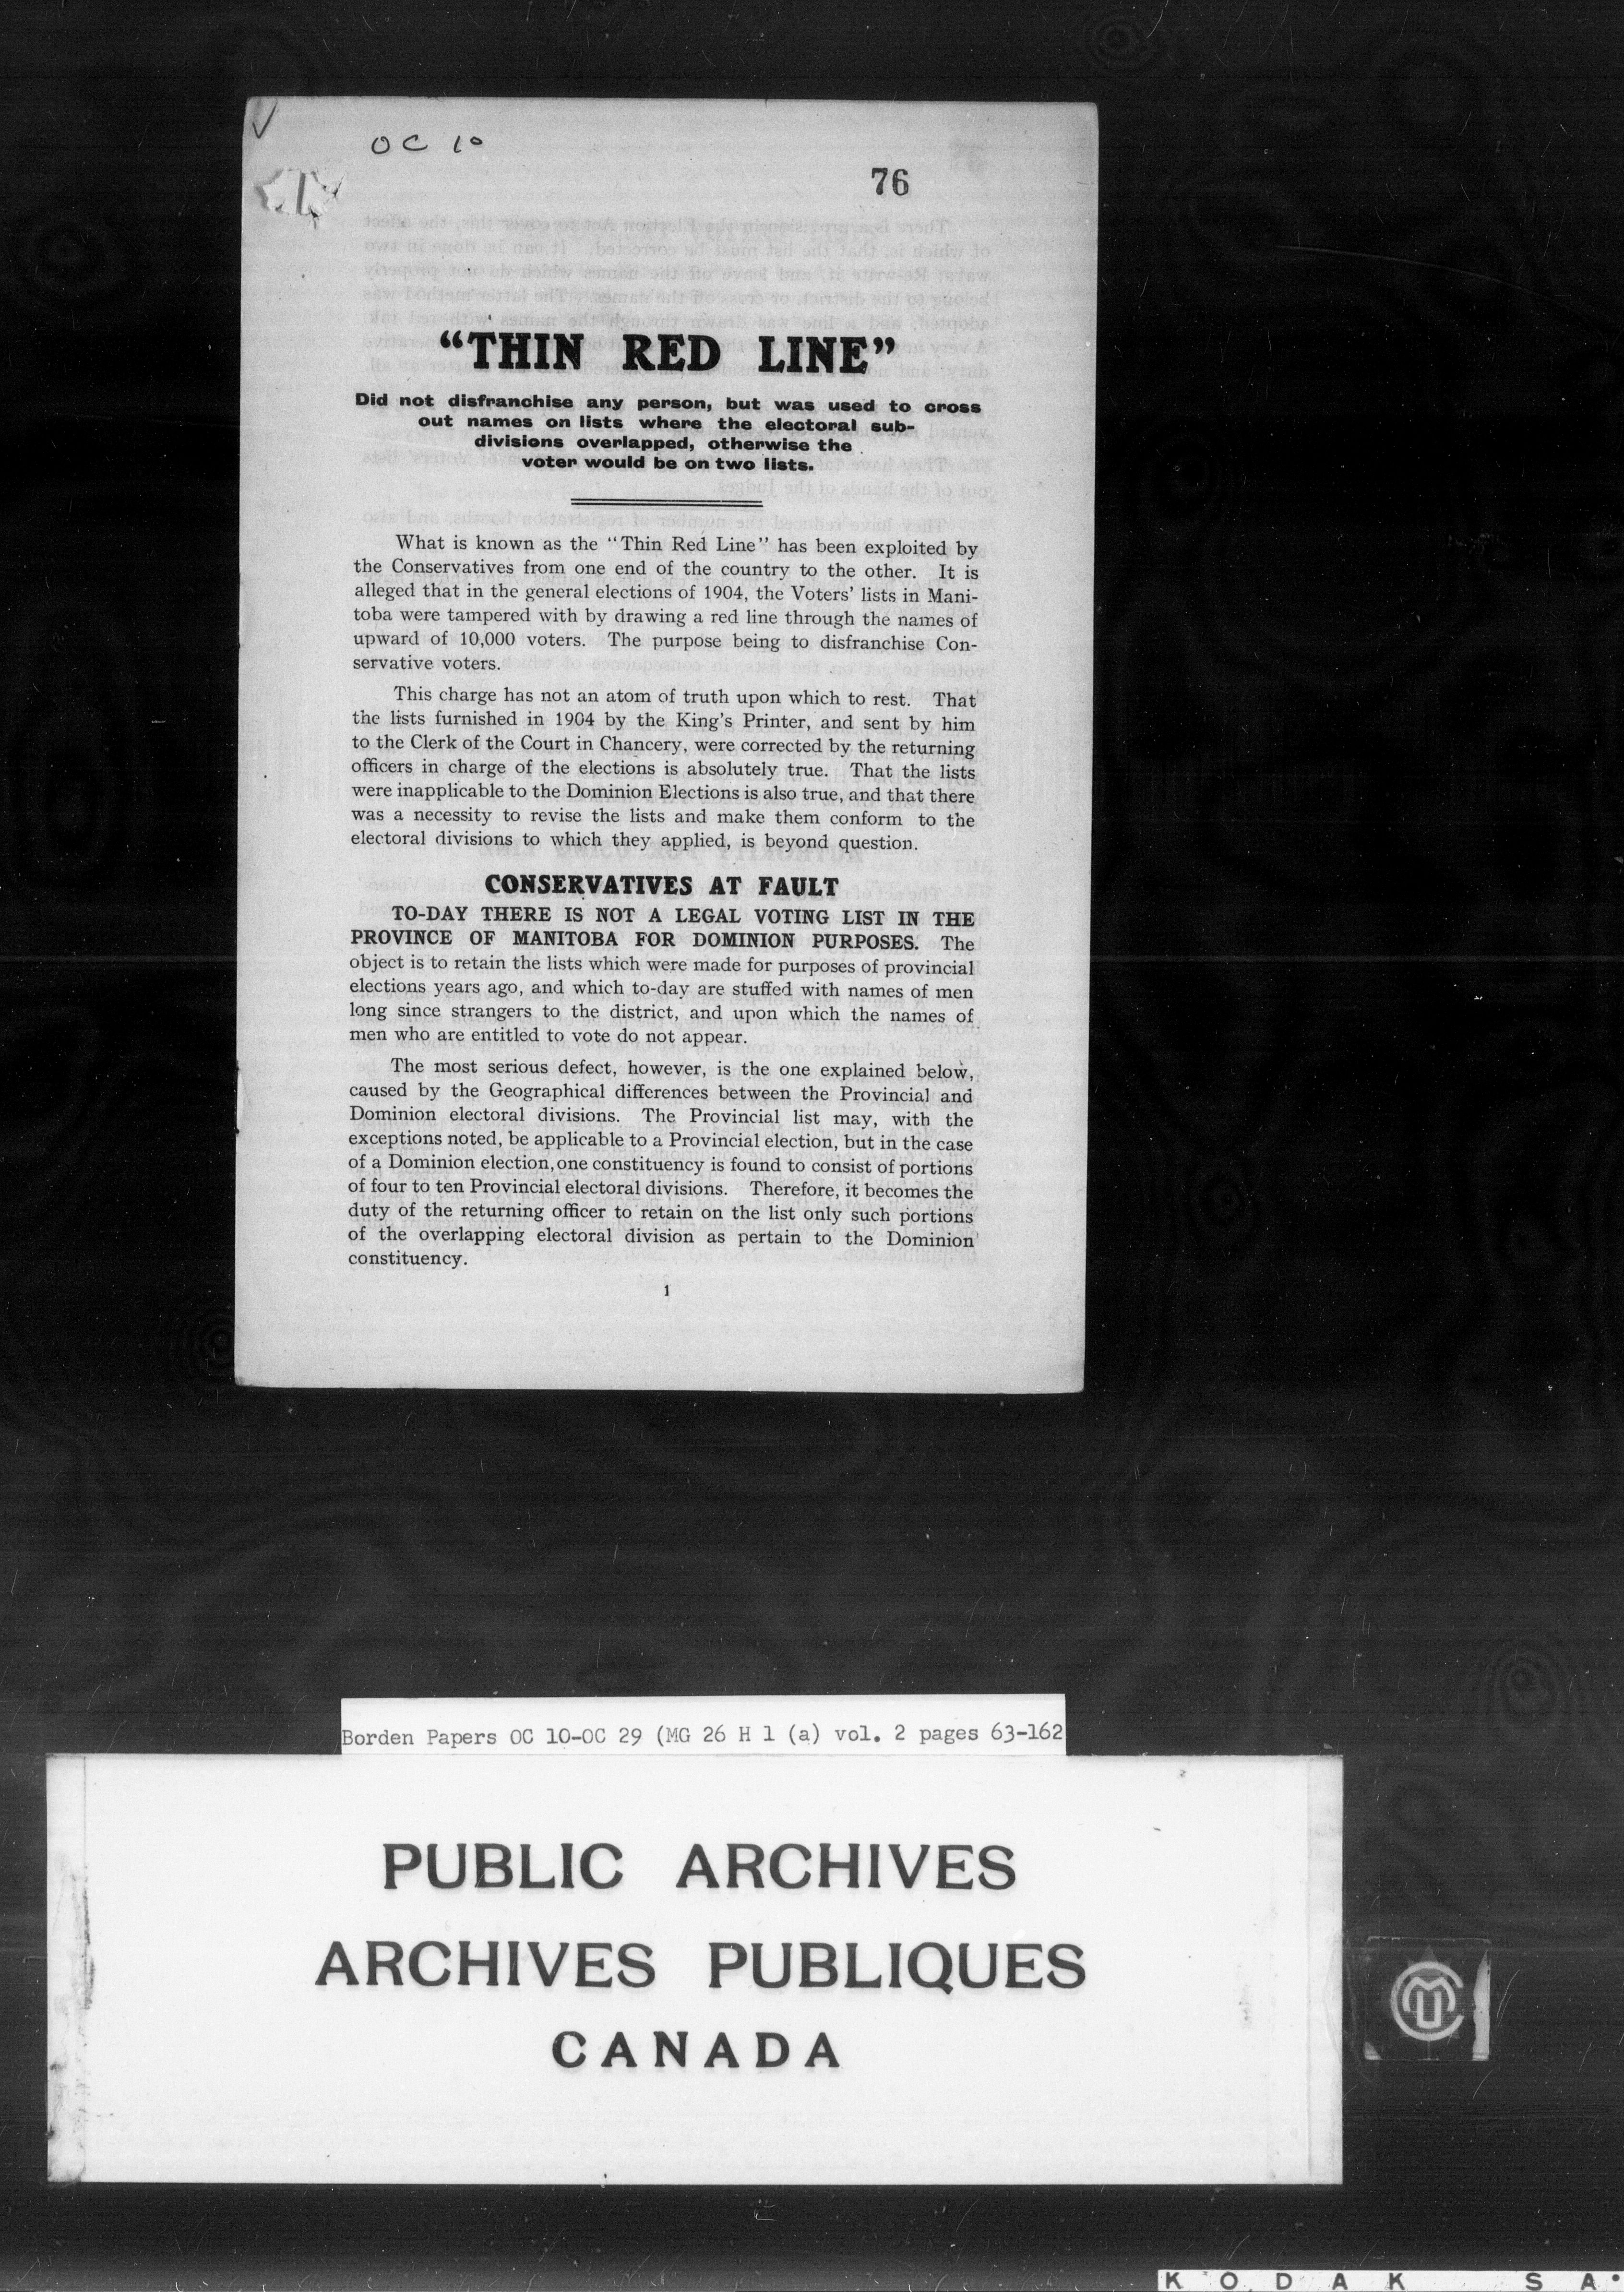 OC 10
76
“THIN RED LINE”
Did not disfranchise any person, but was used to cross
out names on lists where the electoral sub-
divisions overlapped, otherwise the
voter would be on two lists.
What is known as the “Thin Red Line” has been exploited by
the Conservatives from one end of the country to the other. It is
alleged that in the general elections of 1904, the Voters’ lists in Mani-
toba were tampered with by drawing a red line through the names of
upward of 10,000 voters. The purpose being to disfranchise Con-
servative voters.
This charge has not an atom of truth upon which to rest. That
the lists furnished in 1904 by the King’s Printer, and sent by him
to the Clerk of the Court in Chancery, were corrected by the returning
officers in charge of the elections is absolutely true. That the lists
were inapplicable to the Dominion Elections is also true, and that there
was a necessity to revise the lists and make them conform to the
electoral divisions to which they applied, is beyond question.
CONSERVATIVES AT FAULT
TO-DAY THERE IS NOT A LEGAL VOTING LIST IN THE
PROVINCE OF MANITOBA FOR DOMINION PURPOSES. The
object is to retain the lists which were made for purposes of provincial
elections years ago, and which to-day are stuffed with names of men
long since strangers to the district, and upon which the names of
men who are entitled to vote do not appear.
The most serious defect, however, is the one explained below,
caused by the Geographical differences between the Provincial and
Dominion electoral divisions. The Provincial list may, with the
exceptions noted, be applicable to a Provincial election, but in the case
of a Dominion election, one constituency is found to consist of portions
of four to ten Provincial electoral divisions. Therefore, it becomes the
duty of the returning officer to retain on the list only such portions
of the overlapping electoral division as pertain to the Dominion
constituency.
1
Borden Papers OC 10-OC 29 (MG 26 H 1 (a) vol. 2 pages 63-162
PUBLIC ARCHIVES
ARCHIVES PUBLIQUES
CANADA
KODAK SA